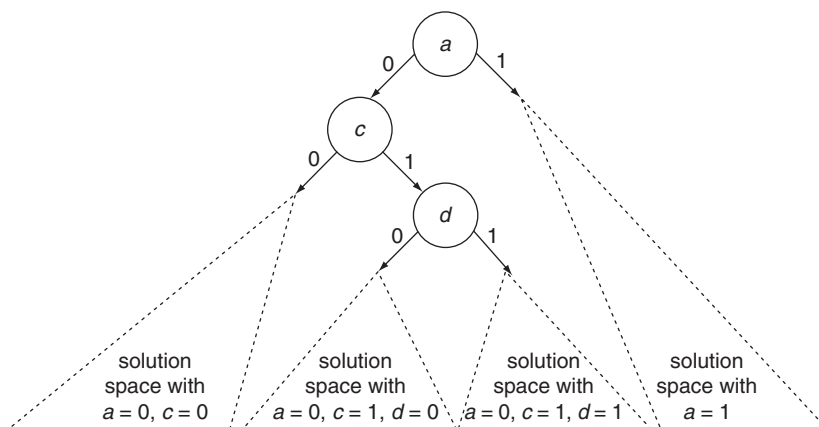 a
0
1
c
0
1
d
0
1
solution
space with
a = 0, c = 0
solution
space with
a = 0, c = 1, d = 0
solution
space with
a = 0, c = 1, d = 1
solution
space with
a = 1